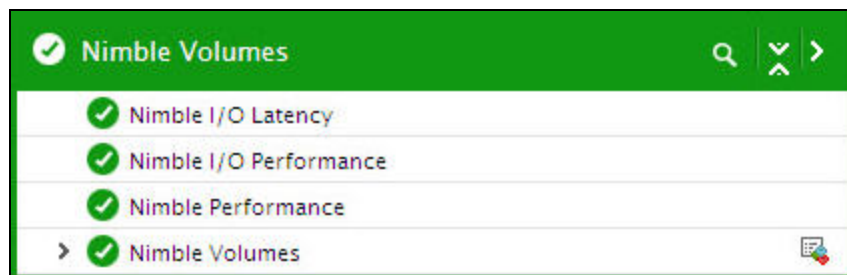 Nimble Volumes
Nimble I/O Latency
Nimble I/O Performance
Nimble Performance
Nimble Volumes